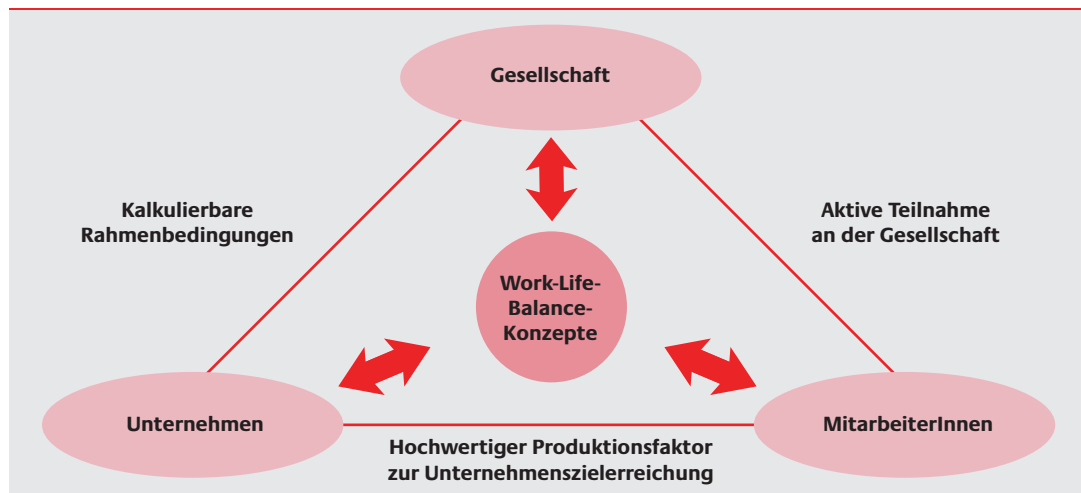 Gesellschaft
Kalkulierbare
Rahmenbedingungen
Aktive Teilnahme
an der Gesellschaft
Work-Life-
Balance-
Konzepte
Unternehmen
MitarbeiterInnen
Hochwertiger Produktionsfaktor
zur Unternehmenszielerreichung